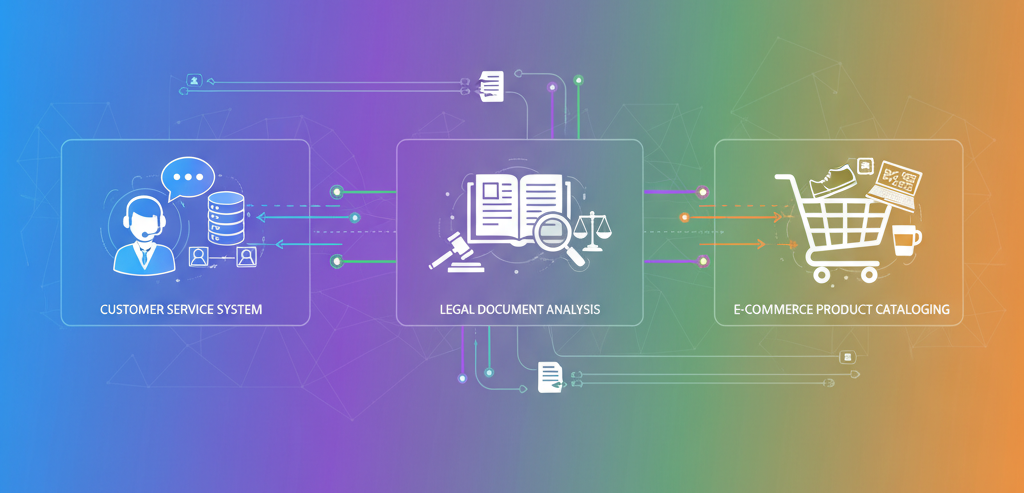 CUSTOMER SERVICE SYSTEM
LEGAL DOCUMENT ANALYSIS
E-COMMERCE PRODUCT CATALOGING